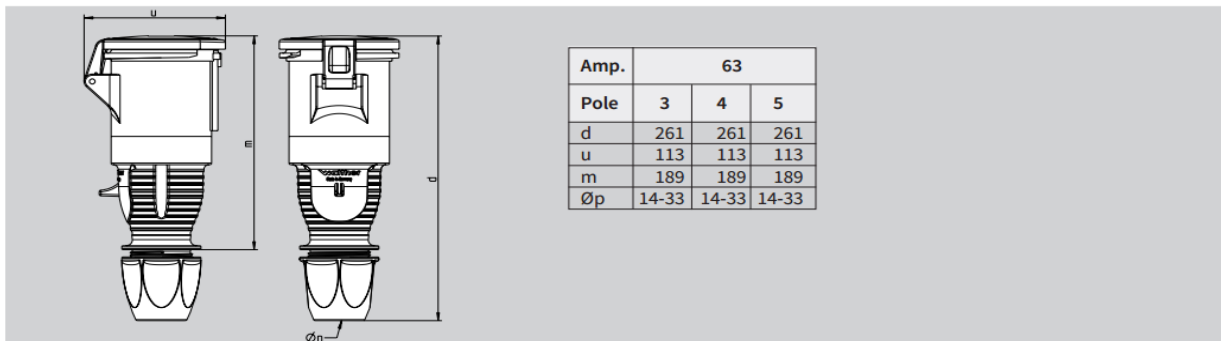 u
m
d
Øp
Amp. 63
Pole 3 4 5
d 261 261 261
u 113 113 113
m 189 189 189
Øp 14-33 14-33 14-33